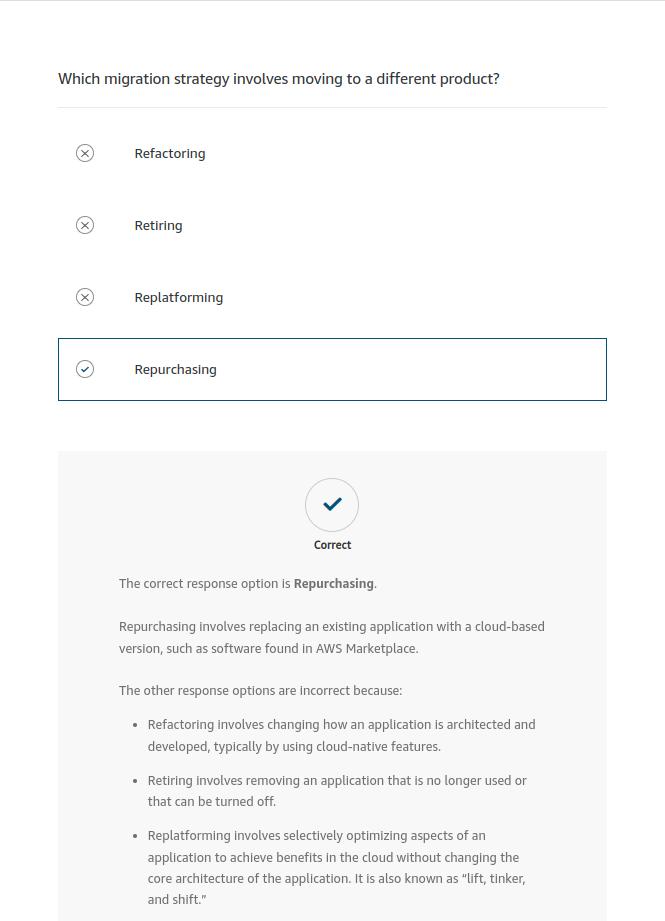 Which migration strategy involves moving to a different product?
Refactoring
Retiring
Replatforming
Repurchasing
Correct
The correct response option is Repurchasing.
Repurchasing involves replacing an existing application with a cloud-based
version, such as software found in AWS Marketplace.
The other response options are incorrect because:
• Refactoring involves changing how an application is architected and
developed, typically by using cloud-native features.
• Retiring involves removing an application that is no longer used or
that can be turned off.
• Replatforming involves selectively optimizing aspects of an
application to achieve benefits in the cloud without changing the
core architecture of the application. It is also known as “lift, tinker,
and shift.”